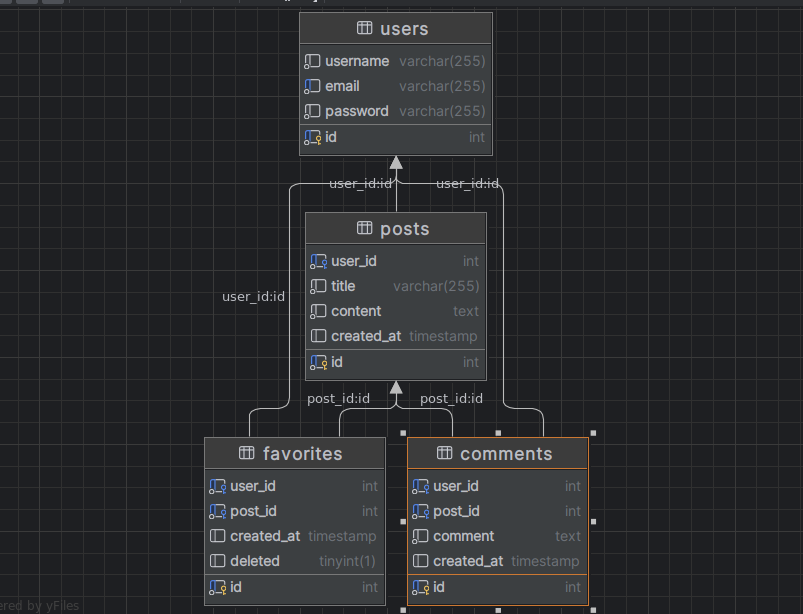 users
username varchar(255)
email varchar(255)
password varchar(255)
id int
user_id:id user_id:id
posts
user_id int
user_id:id
title varchar(255)
content text
created_at timestamp
id int
post_id:id post_id:id
favorites
user_id int
post_id int
created_at timestamp
deleted tinyint(1)
id int
comments
user_id int
post_id int
comment text
created_at timestamp
id int
ered by yFiles